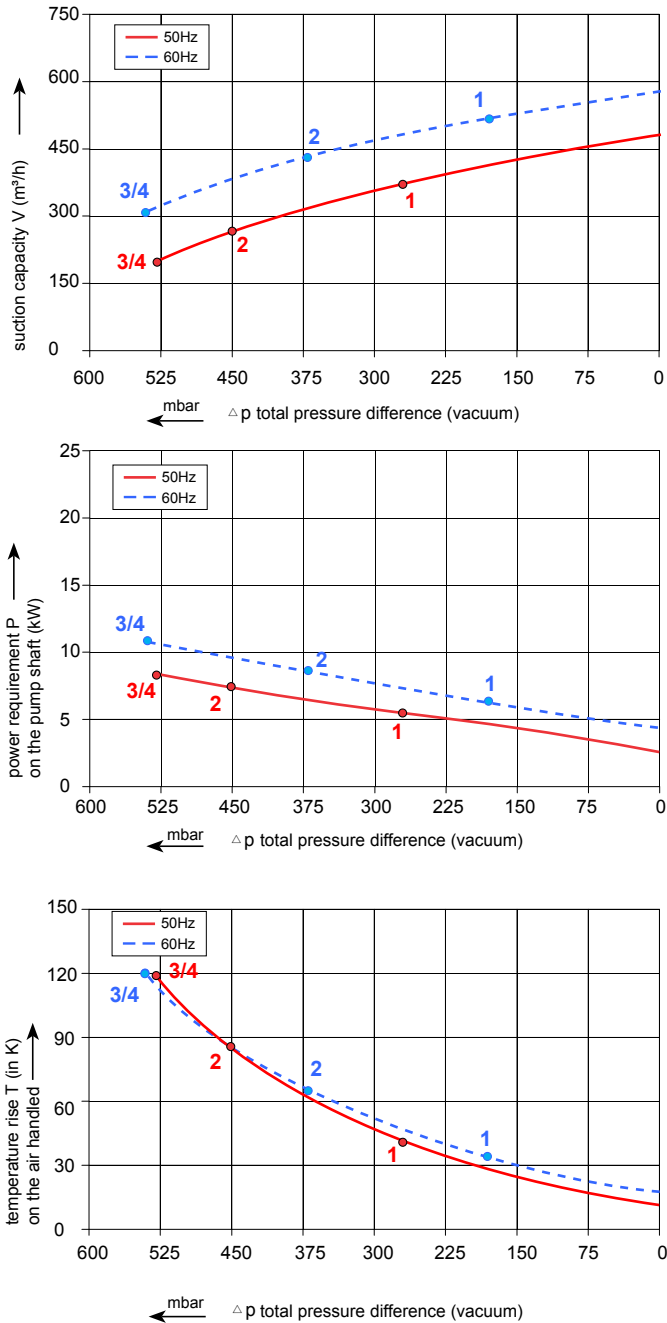 750
600
450
300
150
0
suction capacity V (m³/h)
50Hz
60Hz
1
2
3/4
1
2
3/4
600 525 450 375 300 225 150 75 0
mbar
△p total pressure difference (vacuum)
25
20
15
10
5
0
power requirement P
on the pump shaft (kW)
50Hz
60Hz
3/4
2
1
3/4
2
1
600 525 450 375 300 225 150 75 0
mbar
△p total pressure difference (vacuum)
150
120
90
60
30
0
temperature rise T (in K)
on the air handled
50Hz
60Hz
3/4
3/4
2
2
1
1
600 525 450 375 300 225 150 75 0
mbar
△p total pressure difference (vacuum)